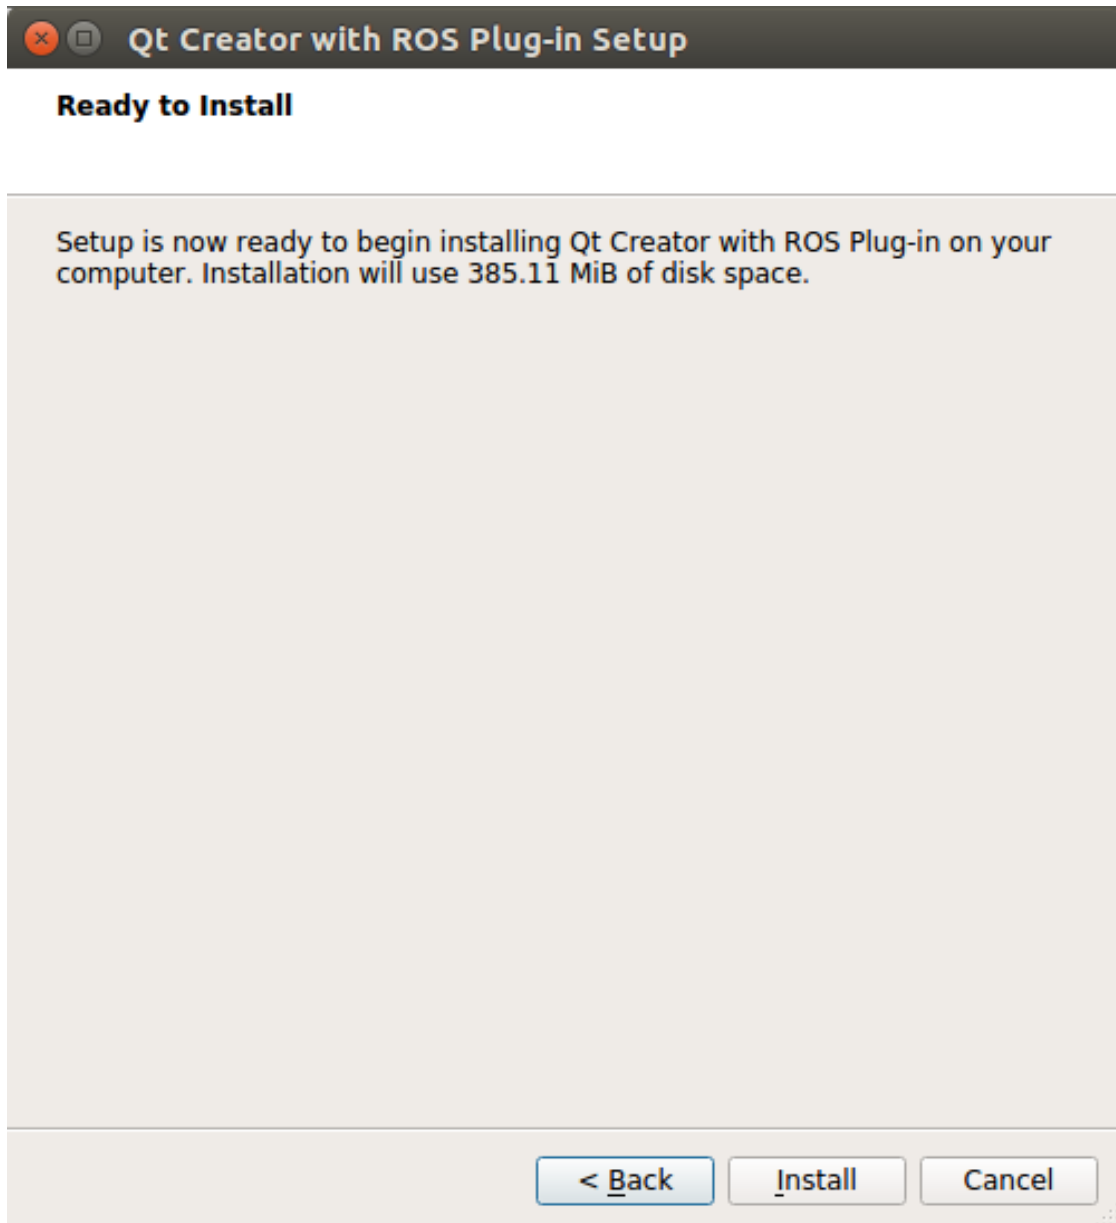 Qt Creator with ROS Plug-in Setup
Ready to Install
Setup is now ready to begin installing Qt Creator with ROS Plug-in on your
computer. Installation will use 385.11 MiB of disk space.
< Back
Install
Cancel